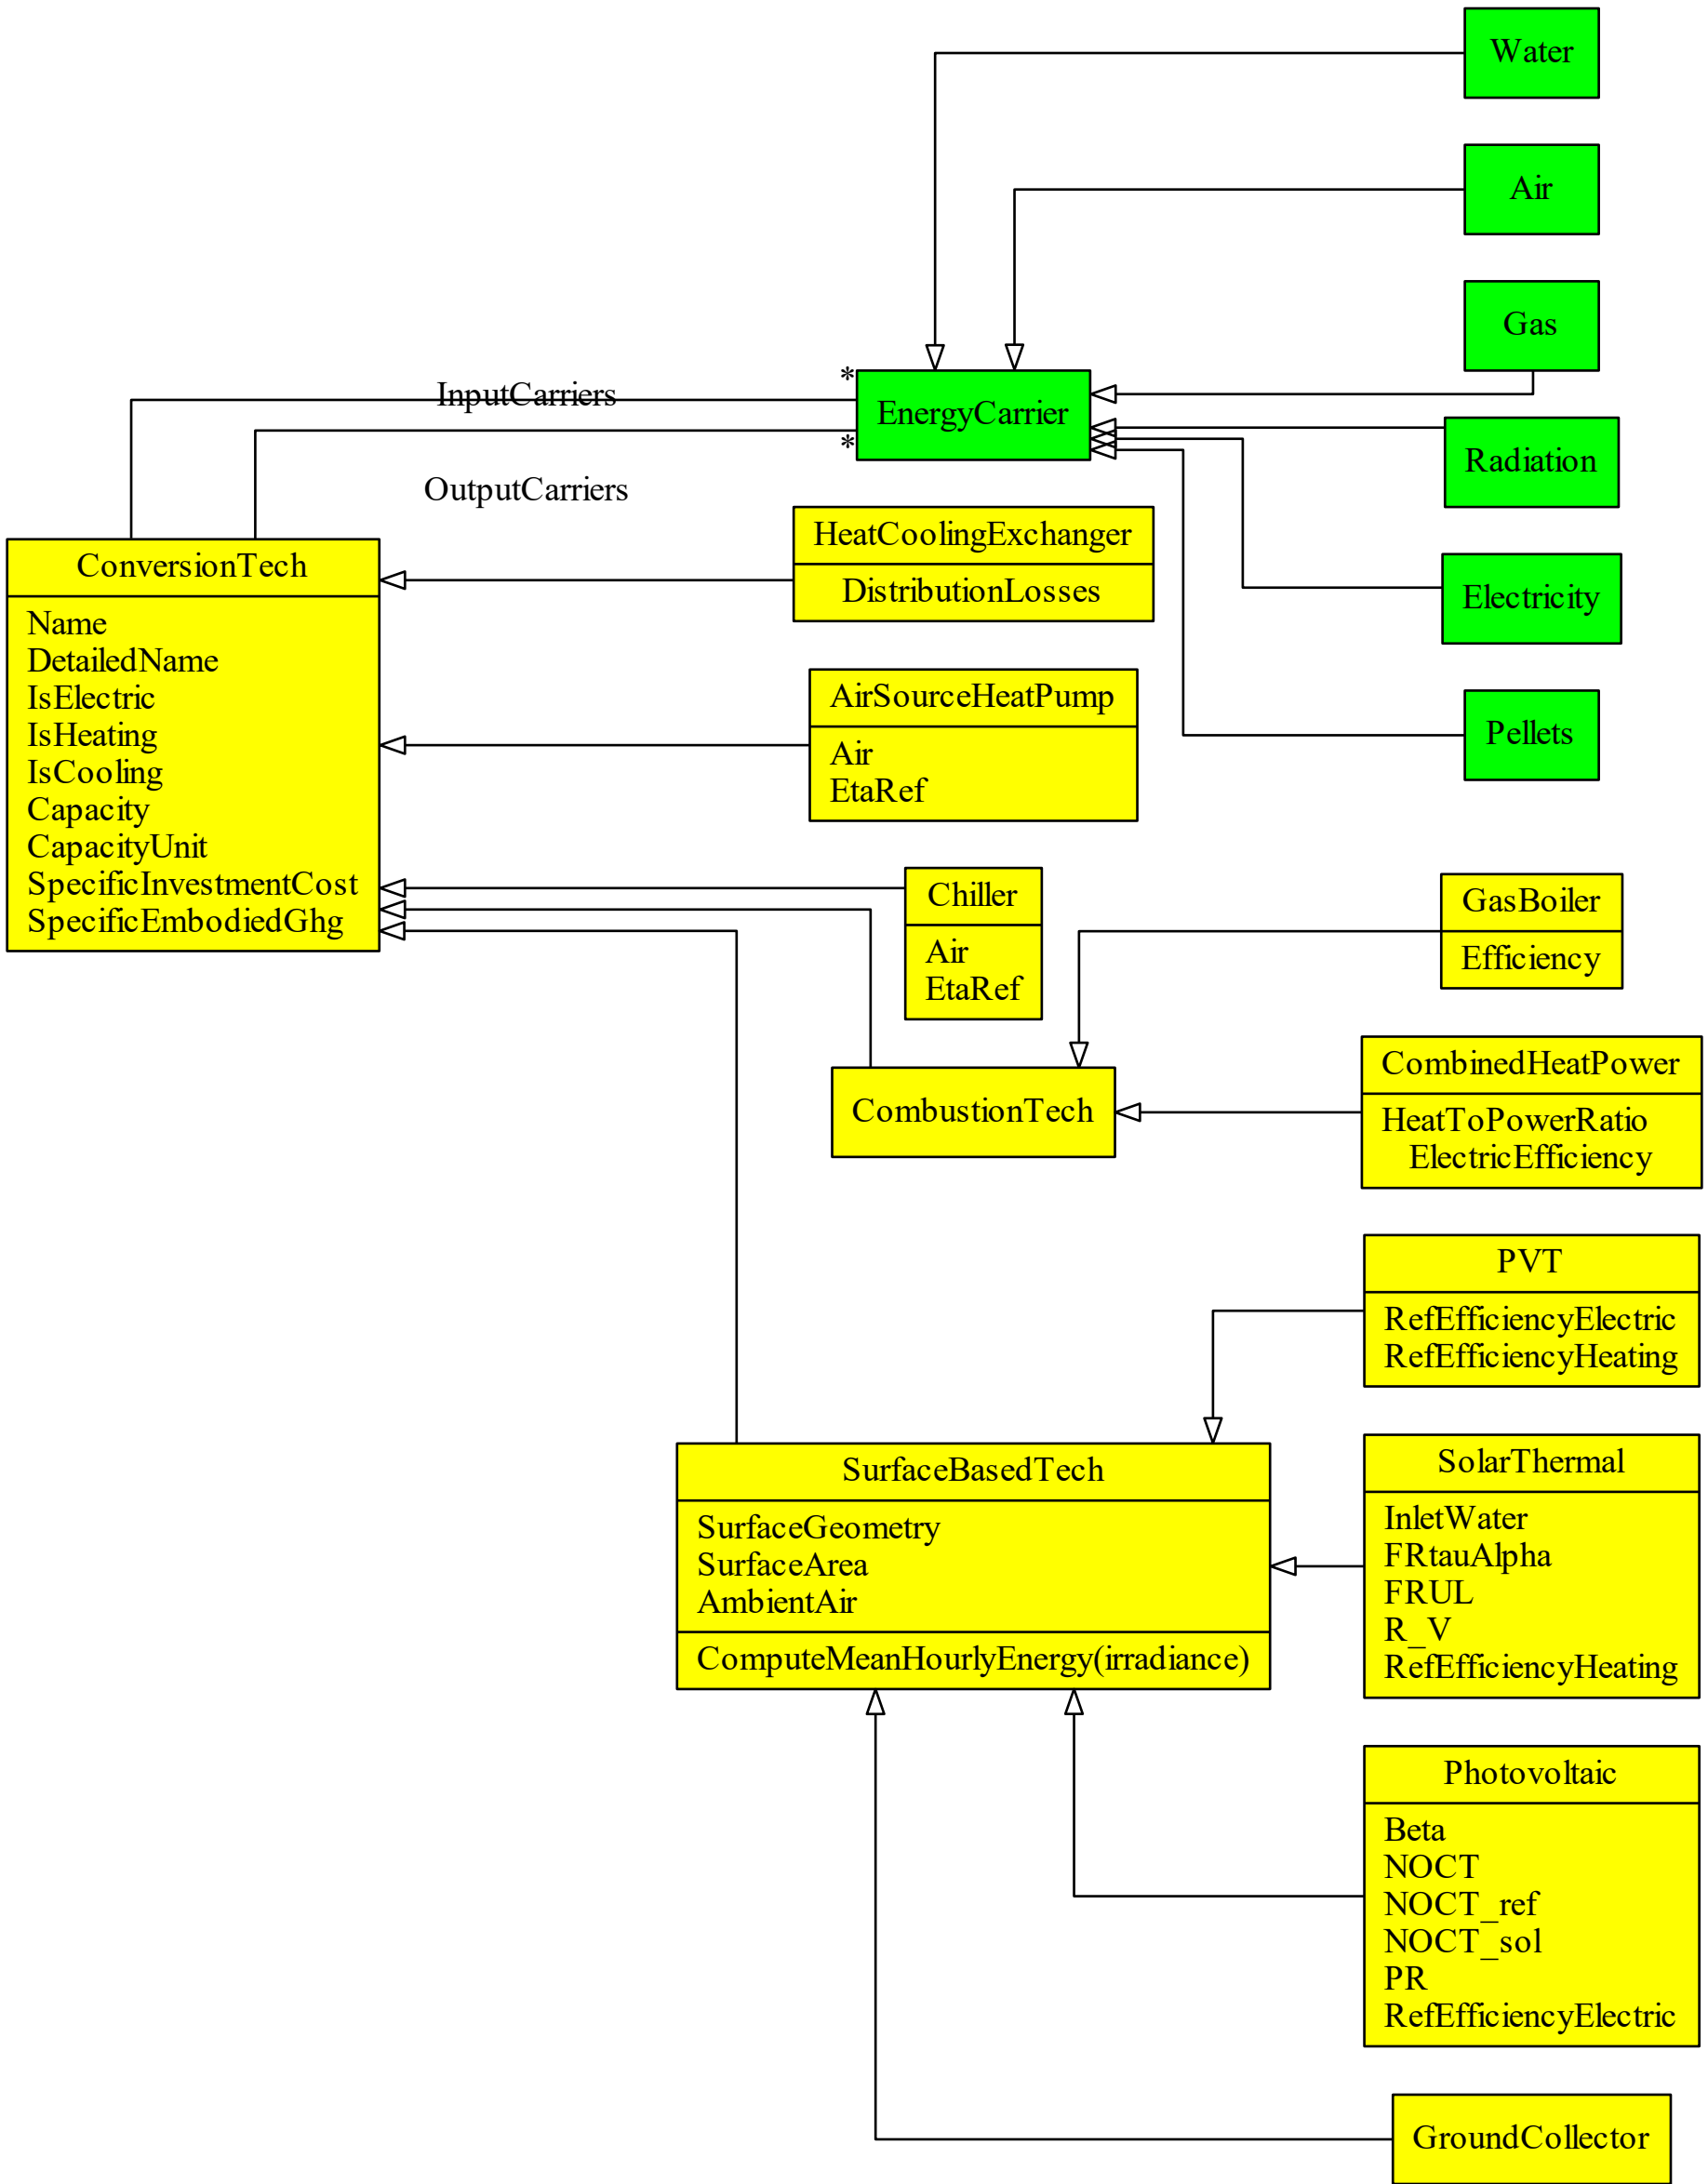 Water
Air
Gas
InputCarriers
*
EnergyCarrier
*
Radiation
OutputCarriers
HeatCoolingExchanger
DistributionLosses
Electricity
ConversionTech
Name
DetailedName
IsElectric
IsHeating
IsCooling
Capacity
CapacityUnit
SpecificInvestmentCost
SpecificEmbodiedGhg
AirSourceHeatPump
Air
EtaRef
Pellets
Chiller
Air
EtaRef
GasBoiler
Efficiency
CombustionTech
CombinedHeatPower
HeatToPowerRatio
ElectricEfficiency
PVT
RefEfficiencyElectric
RefEfficiencyHeating
SurfaceBasedTech
SurfaceGeometry
SurfaceArea
AmbientAir
ComputeMeanHourlyEnergy(irradiance)
SolarThermal
InletWater
FRtauAlpha
FRUL
R_V
RefEfficiencyHeating
Photovoltaic
Beta
NOCT
NOCT_ref
NOCT_sol
PR
RefEfficiencyElectric
GroundCollector